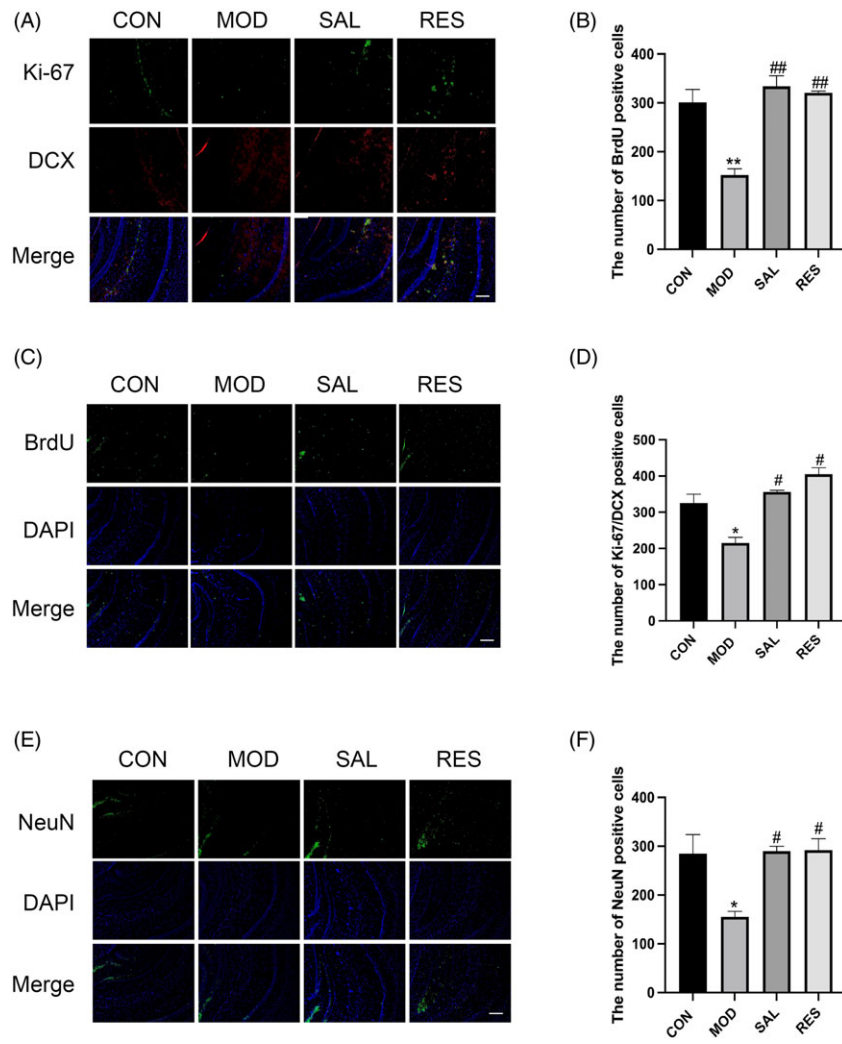 (A)
CON MOD SAL RES
Ki-67
DCX
Merge
(B)
The number of BrdU positive cells
400
300
200
100
0
**
##
##
CON MOD SAL RES
(C)
CON MOD SAL RES
BrdU
DAPI
Merge
(D)
The number of Ki-67/DCX positive cells
500
400
300
200
100
0
*
#
#
CON MOD SAL RES
(E)
CON MOD SAL RES
NeuN
DAPI
Merge
(F)
The number of NeuN positive cells
400
300
200
100
0
*
#
#
CON MOD SAL RES